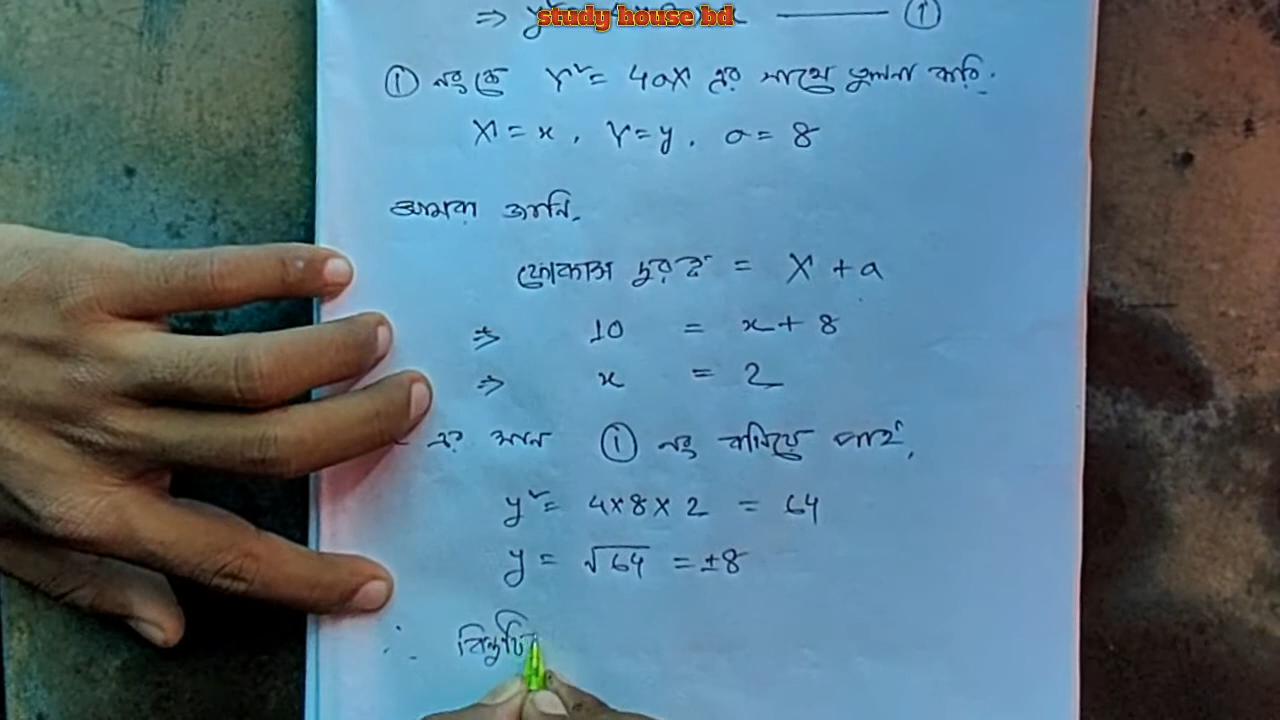 study house bd
⇒ y² ——— ①
① নং কে Y² = 4aX এর সাথে তুলনা করি.
X = x, Y = y, a = 8
আমরা জানি,
ফোকাস দুরত্ব = X + a
⇒ 10 = x + 8
⇒ x = 2
এর মান ① নং বসিয়ে পাই,
y² = 4×8×2 = 64
y = √64 = ±8
∴ বিন্দুটি